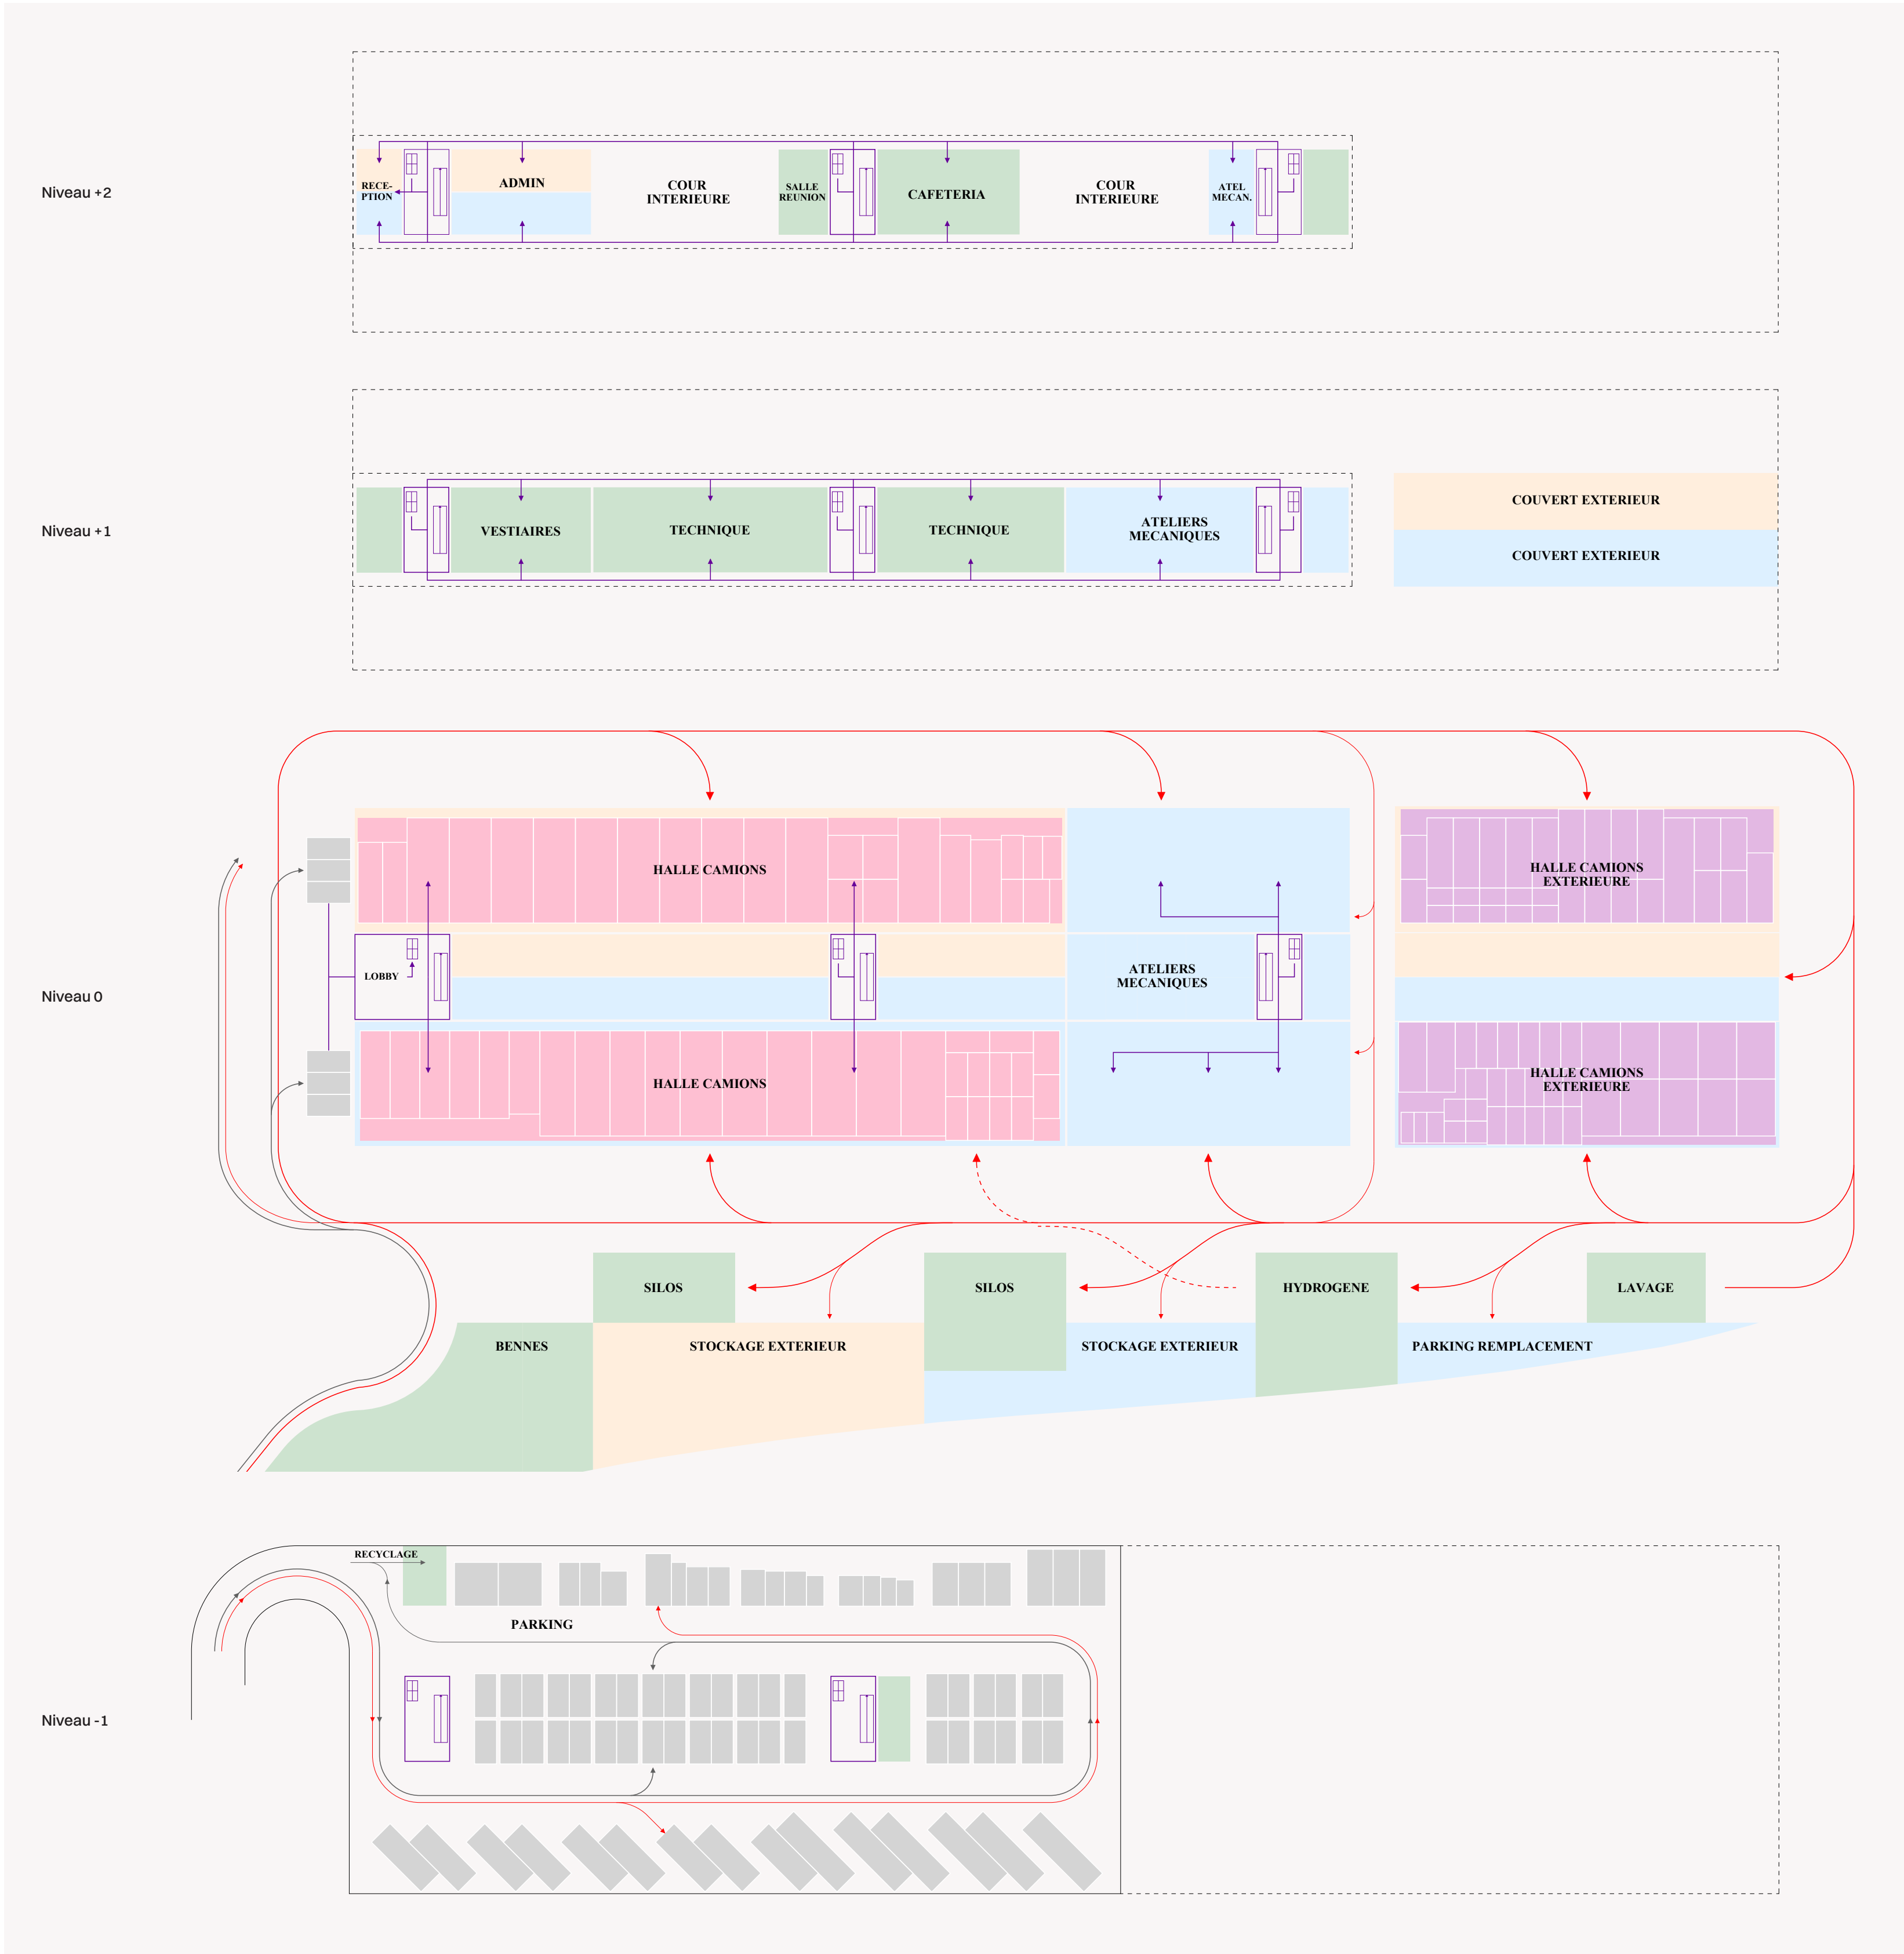 Niveau +2
RECE-
PTION
ADMIN
COUR
INTERIEURE
SALLE
REUNION
CAFETERIA
COUR
INTERIEURE
ATEL
MECAN.
Niveau +1
VESTIAIRES
TECHNIQUE
TECHNIQUE
ATELIERS
MECANIQUES
COUVERT EXTERIEUR
COUVERT EXTERIEUR
Niveau 0
HALLE CAMIONS
HALLE CAMIONS
EXTERIEURE
LOBBY
ATELIERS
MECANIQUES
HALLE CAMIONS
HALLE CAMIONS
EXTERIEURE
SILOS
SILOS
HYDROGENE
LAVAGE
BENNES
STOCKAGE EXTERIEUR
STOCKAGE EXTERIEUR
PARKING REMPLACEMENT
Niveau -1
RECYCLAGE
PARKING